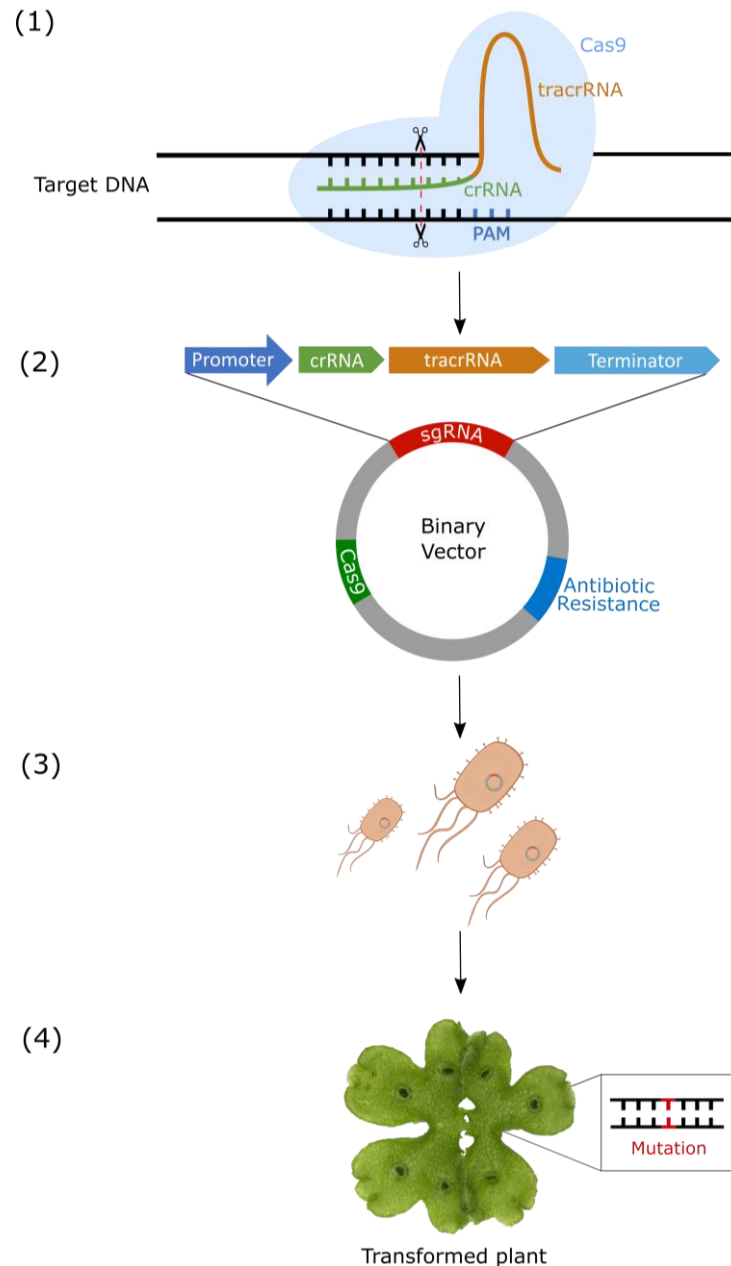 (1)
Cas9
tracrRNA
Target DNA
crRNA
PAM
(2)
Promoter
crRNA
tracrRNA
Terminator
sgRNA
Binary
Vector
Cas9
Antibiotic
Resistance
(3)
(4)
Mutation
Transformed plant